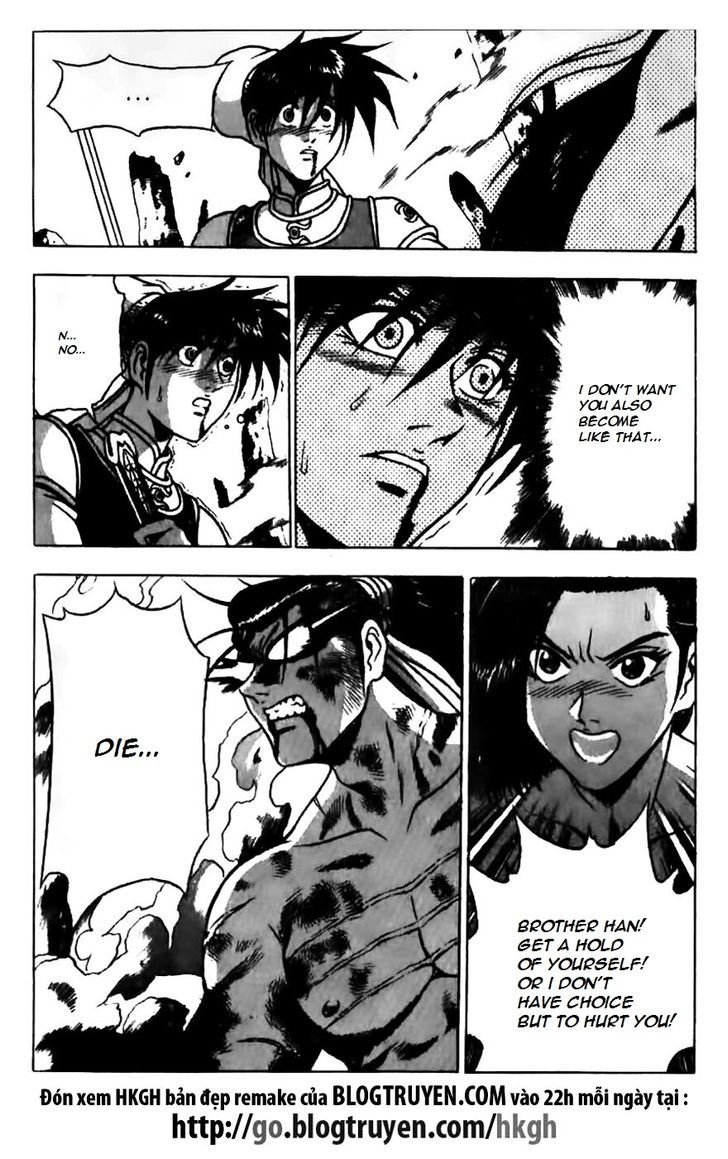 ...
N...
NO...
I DON'T WANT
YOU ALSO
BECOME
LIKE THAT...
DIE...
BROTHER HAN!
GET A HOLD
OF YOURSELF!
OR I DON'T
HAVE CHOICE
BUT TO HURT YOU!
Đón xem HKGH bản đẹp remake của BLOGTRUYEN.COM vào 22h mỗi ngày tại :
http://go.blogtruyen.com/hkgh